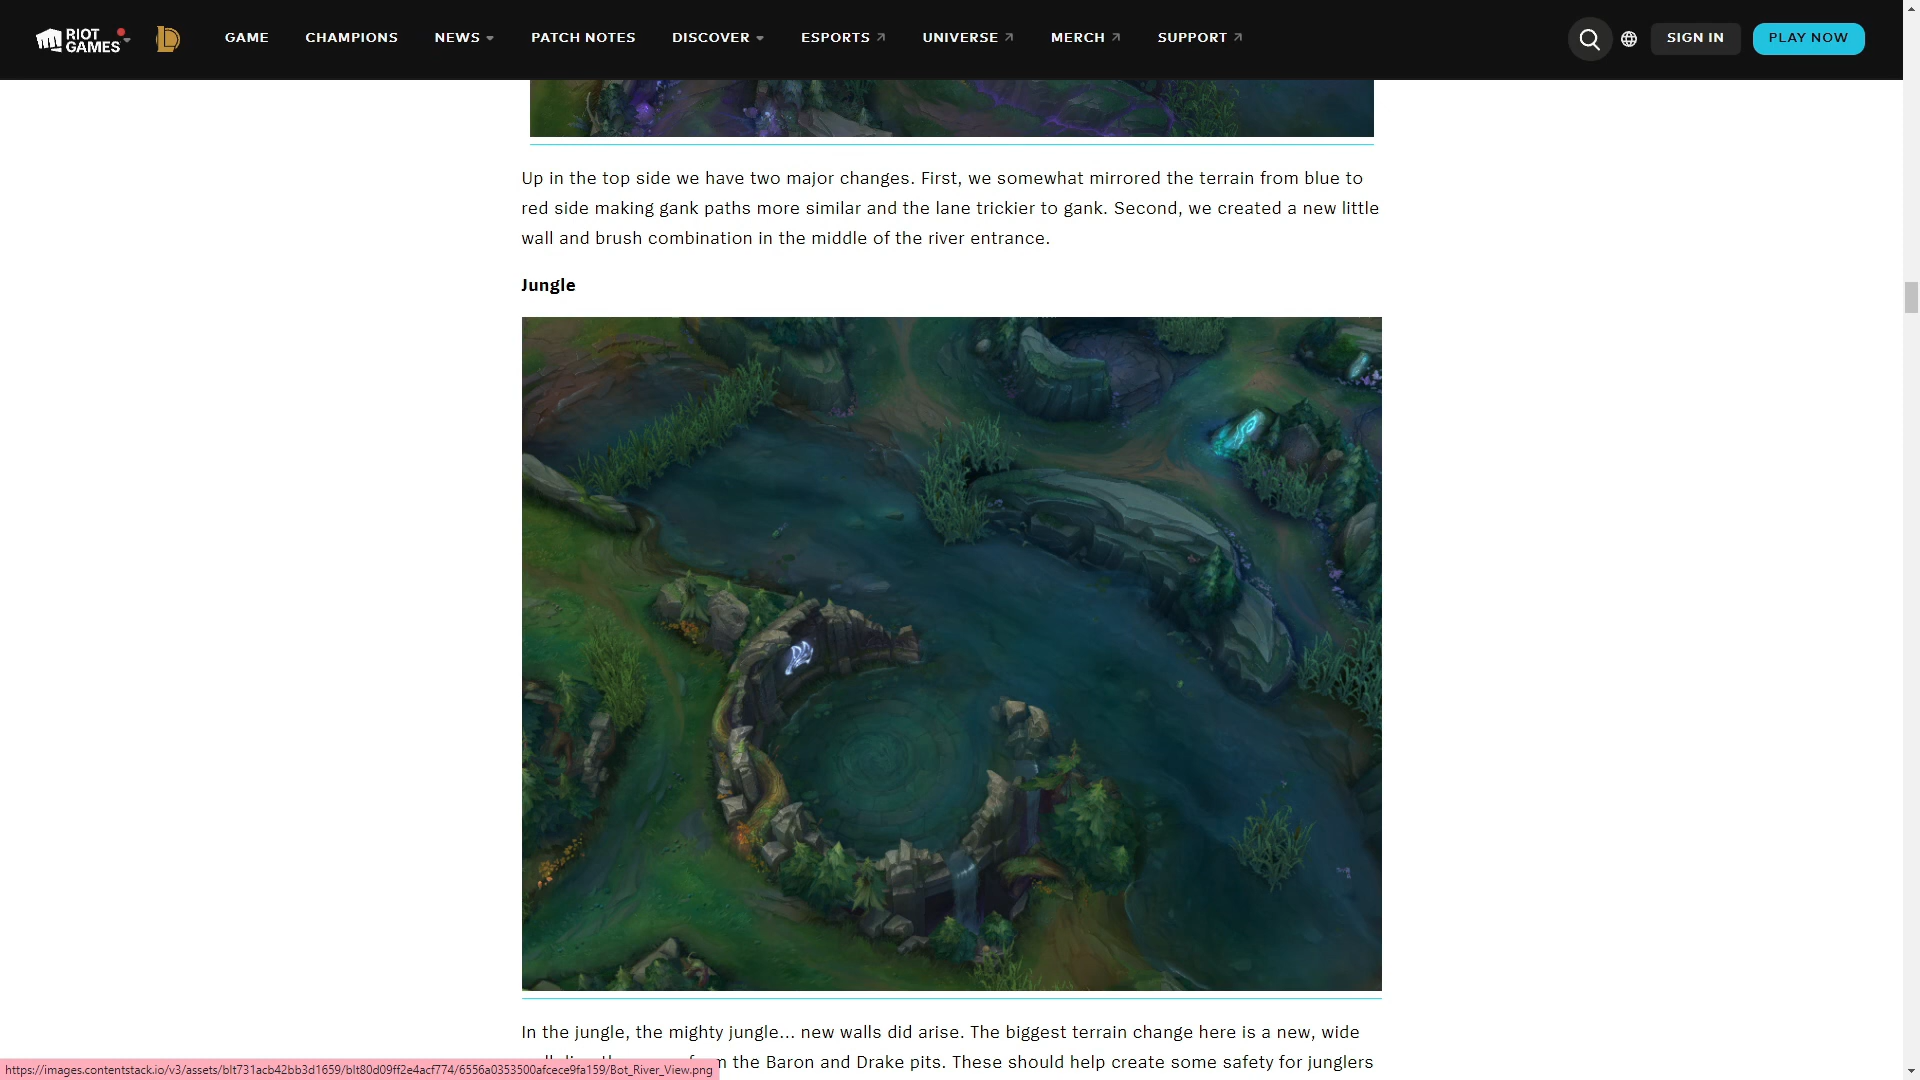 RIOT
GAMES
GAME
CHAMPIONS
NEWS
PATCH NOTES
DISCOVER
ESPORTS
UNIVERSE
MERCH
SUPPORT
SIGN IN
PLAY NOW
Up in the top side we have two major changes. First, we somewhat mirrored the terrain from blue to
red side making gank paths more similar and the lane trickier to gank. Second, we created a new little
wall and brush combination in the middle of the river entrance.
Jungle
In the jungle, the mighty jungle... new walls did arise. The biggest terrain change here is a new, wide
the Baron and Drake pits. These should help create some safety for junglers
https://images.contentstack.io/v3/assets/blt731acb42bb3d1659/blt80d09ff2e4acf774/6556a0353500afcece9fa159/Bot_River_View.png